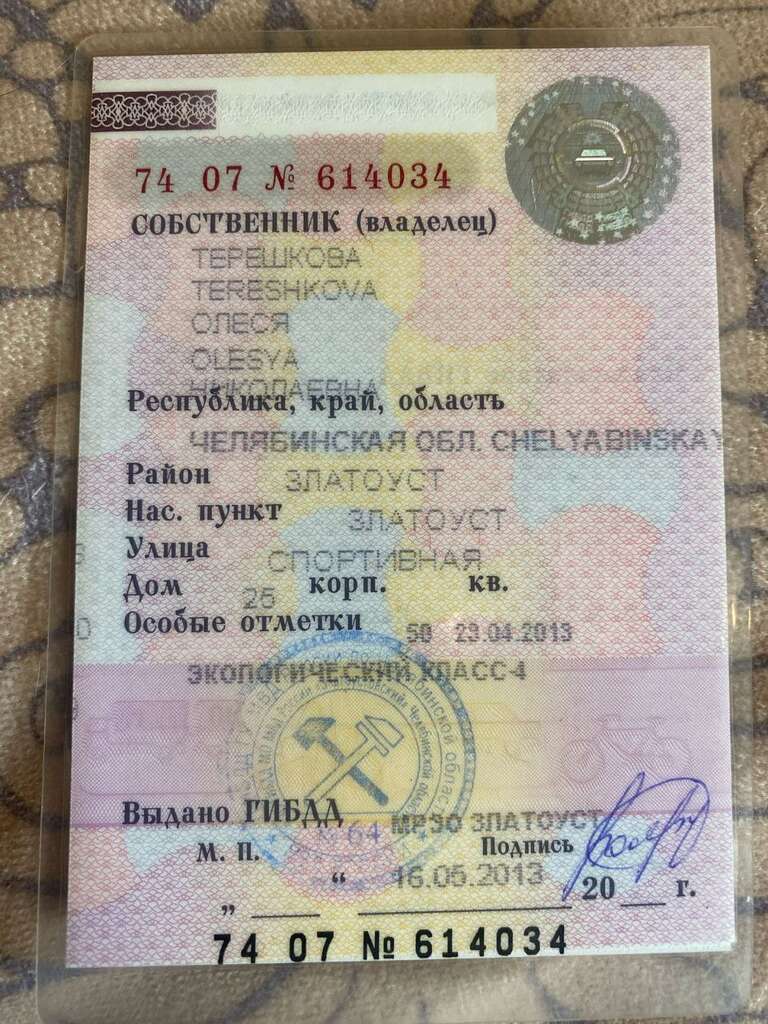 74 07 № 614034
СОБСТВЕННИК (владелец)
ТЕРЕШКОВА
TERESHKOVA
ОЛЕСЯ
OLESYA
НИКОЛАЕВНА
Республика, край, область
ЧЕЛЯБИНСКАЯ ОБЛ. CHELYABINSKAY
Район ЗЛАТОУСТ
Нас. пункт ЗЛАТОУСТ
Улица СПОРТИВНАЯ
Дом 25 корп. кв.
Особые отметки 50 23.04.2013
ЭКОЛОГИЧЕСКИЙ КЛАСС-4
Выдано ГИБДД МРЭО ЗЛАТОУСТ
№ 64
М. П. Подпись
16.05.2013
„ “ 20 г.
74 07 № 614034